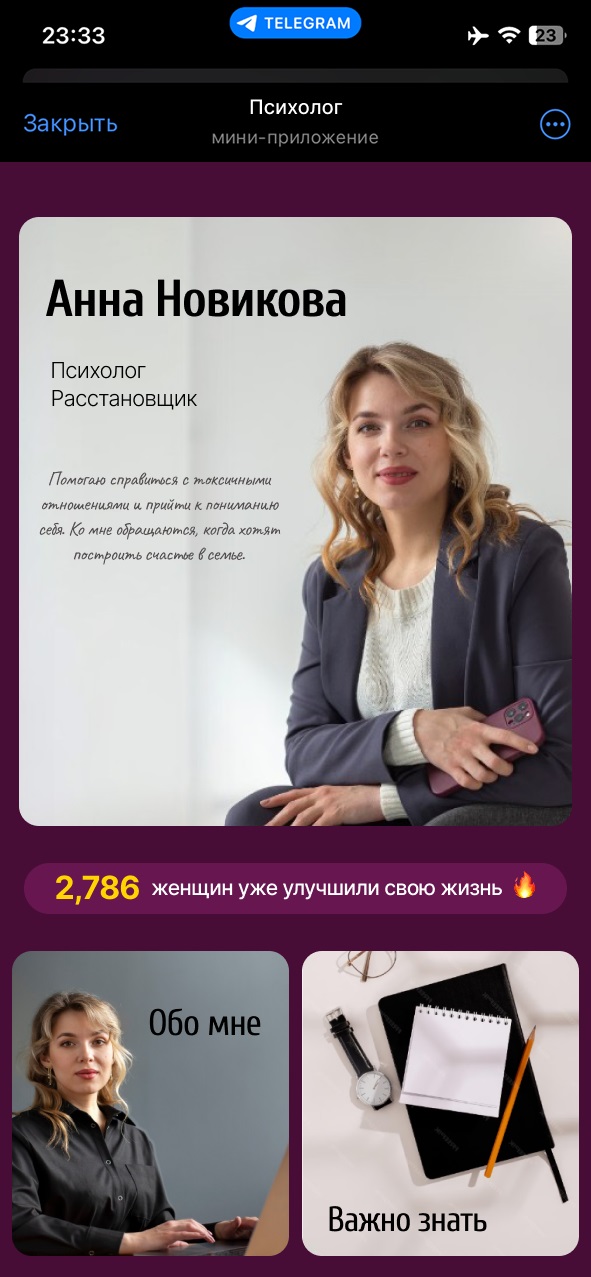 23:33
TELEGRAM
23
Закрыть
Психолог
мини-приложение
Анна Новикова
Психолог
Расстановщик
Помогаю справиться с токсичными
отношениями и прийти к пониманию
себя. Ко мне обращаются, когда хотят
построить счастье в семье.
2,786 женщин уже улучшили свою жизнь 🔥
Обо мне
Важно знать